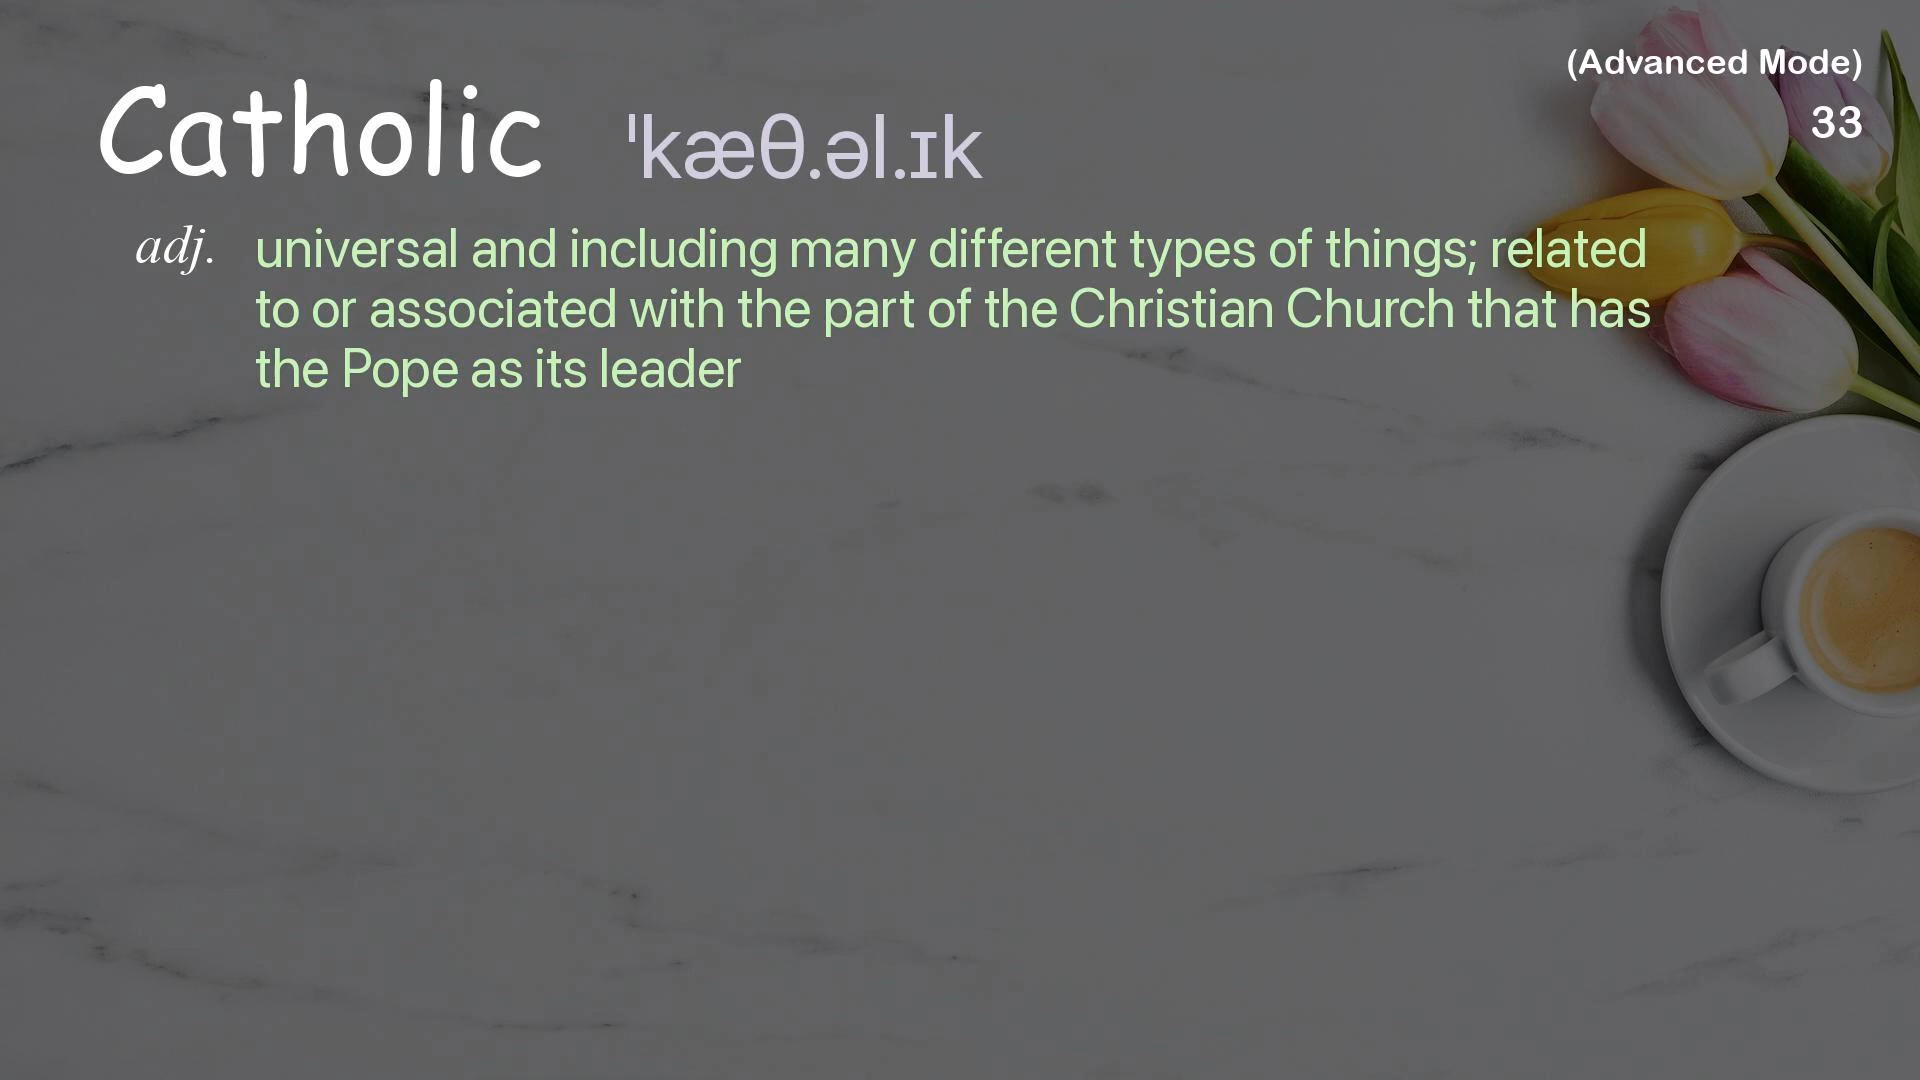 (Advanced Mode)
33
Catholic ˈkæθ.əl.ɪk
adj. universal and including many different types of things; related
to or associated with the part of the Christian Church that has
the Pope as its leader